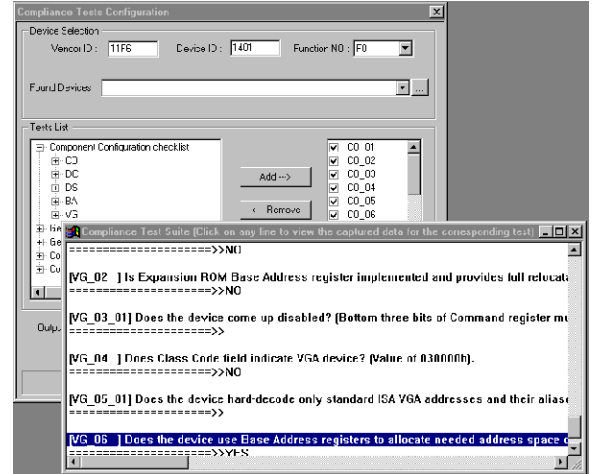 Compliance Tests Configuration
Device Selection
Vendor ID : 11F6 Device ID : 1401 Function NO : F0
Found Devices
...
Tests List
Component Configuration checklist
CO
DC
DS
BA
VG
Ge
Co
Cu
Add -->
< Remove
CO_01
CO_02
CO_03
CO_04
CO_05
CO_06
Outpu
Compliance Test Suite (Click on any line to view the captured data for the corresponding test)
=====================>>NO
[VG_02 ] Is Expansion ROM Base Address register implemented and provides full relocata
=====================>>NO
[VG_03_01] Does the device come up disabled? (Bottom three bits of Command register mu
=====================>>
[VG_04 ] Does Class Code field indicate VGA device? (Value of 030000h).
=====================>>NO
[VG_05_01] Does the device hard-decode only standard ISA VGA addresses and their aliase
=====================>>
[VG_06 ] Does the device use Base Address registers to allocate needed address space o
=====================>>YES